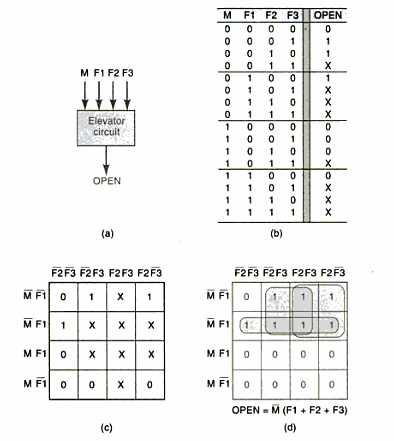 M F1 F2 F3
Elevator
circuit
OPEN
(a)
M F1 F2 F3 OPEN
0 0 0 0 0
0 0 0 1 1
0 0 1 0 1
0 0 1 1 X
0 1 0 0 1
0 1 0 1 X
0 1 1 0 X
0 1 1 1 X
1 0 0 0 0
1 0 0 1 0
1 0 1 0 0
1 0 1 1 X
1 1 0 0 0
1 1 0 1 X
1 1 1 0 X
1 1 1 1 X
(b)
F̅2F̅3 F̅2F3 F2F3 F2F̅3
M̅ F̅1 0 1 X 1
M̅ F1 1 X X X
M F1 0 X X X
M F̅1 0 0 X 0
(c)
F̅2F̅3 F̅2F3 F2F3 F2F̅3
M̅ F̅1 0 1 1 1
M̅ F1 1 1 1 1
M F1 0 0 0 0
M F̅1 0 0 0 0
OPEN = M̅ (F1 + F2 + F3)
(d)